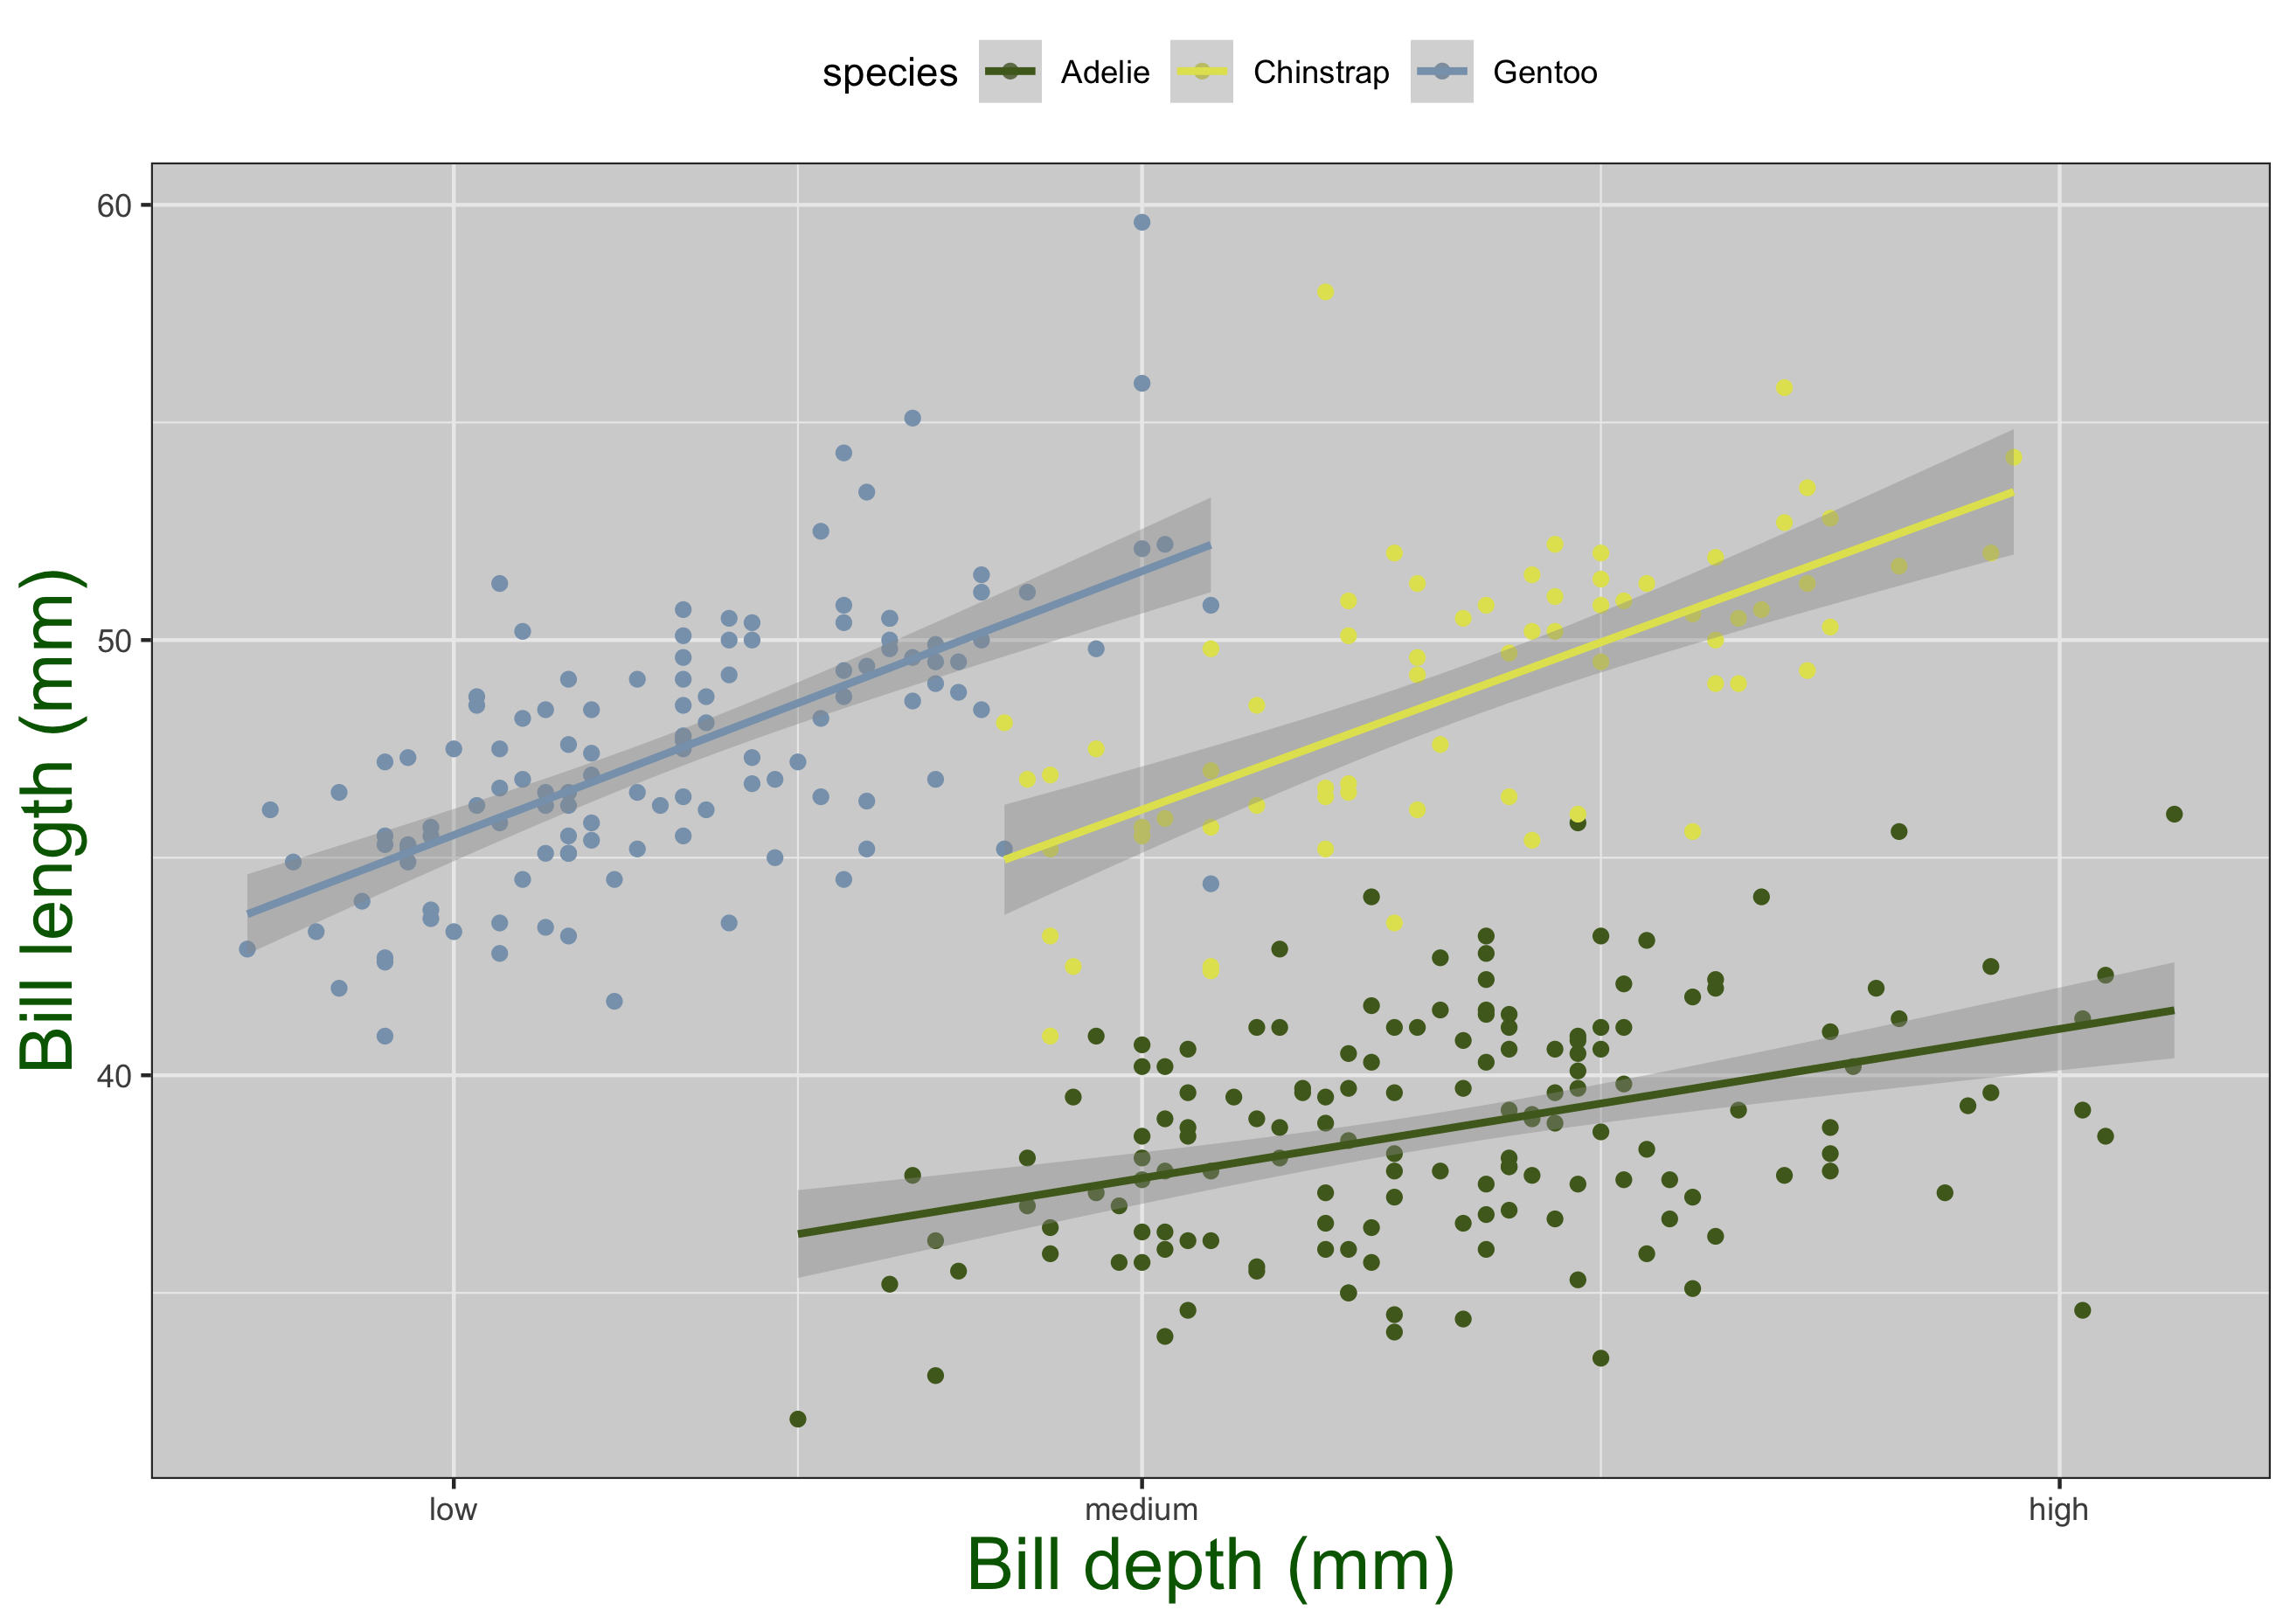 species Adelie Chinstrap Gentoo
60
50
40
Bill length (mm)
low medium high
Bill depth (mm)